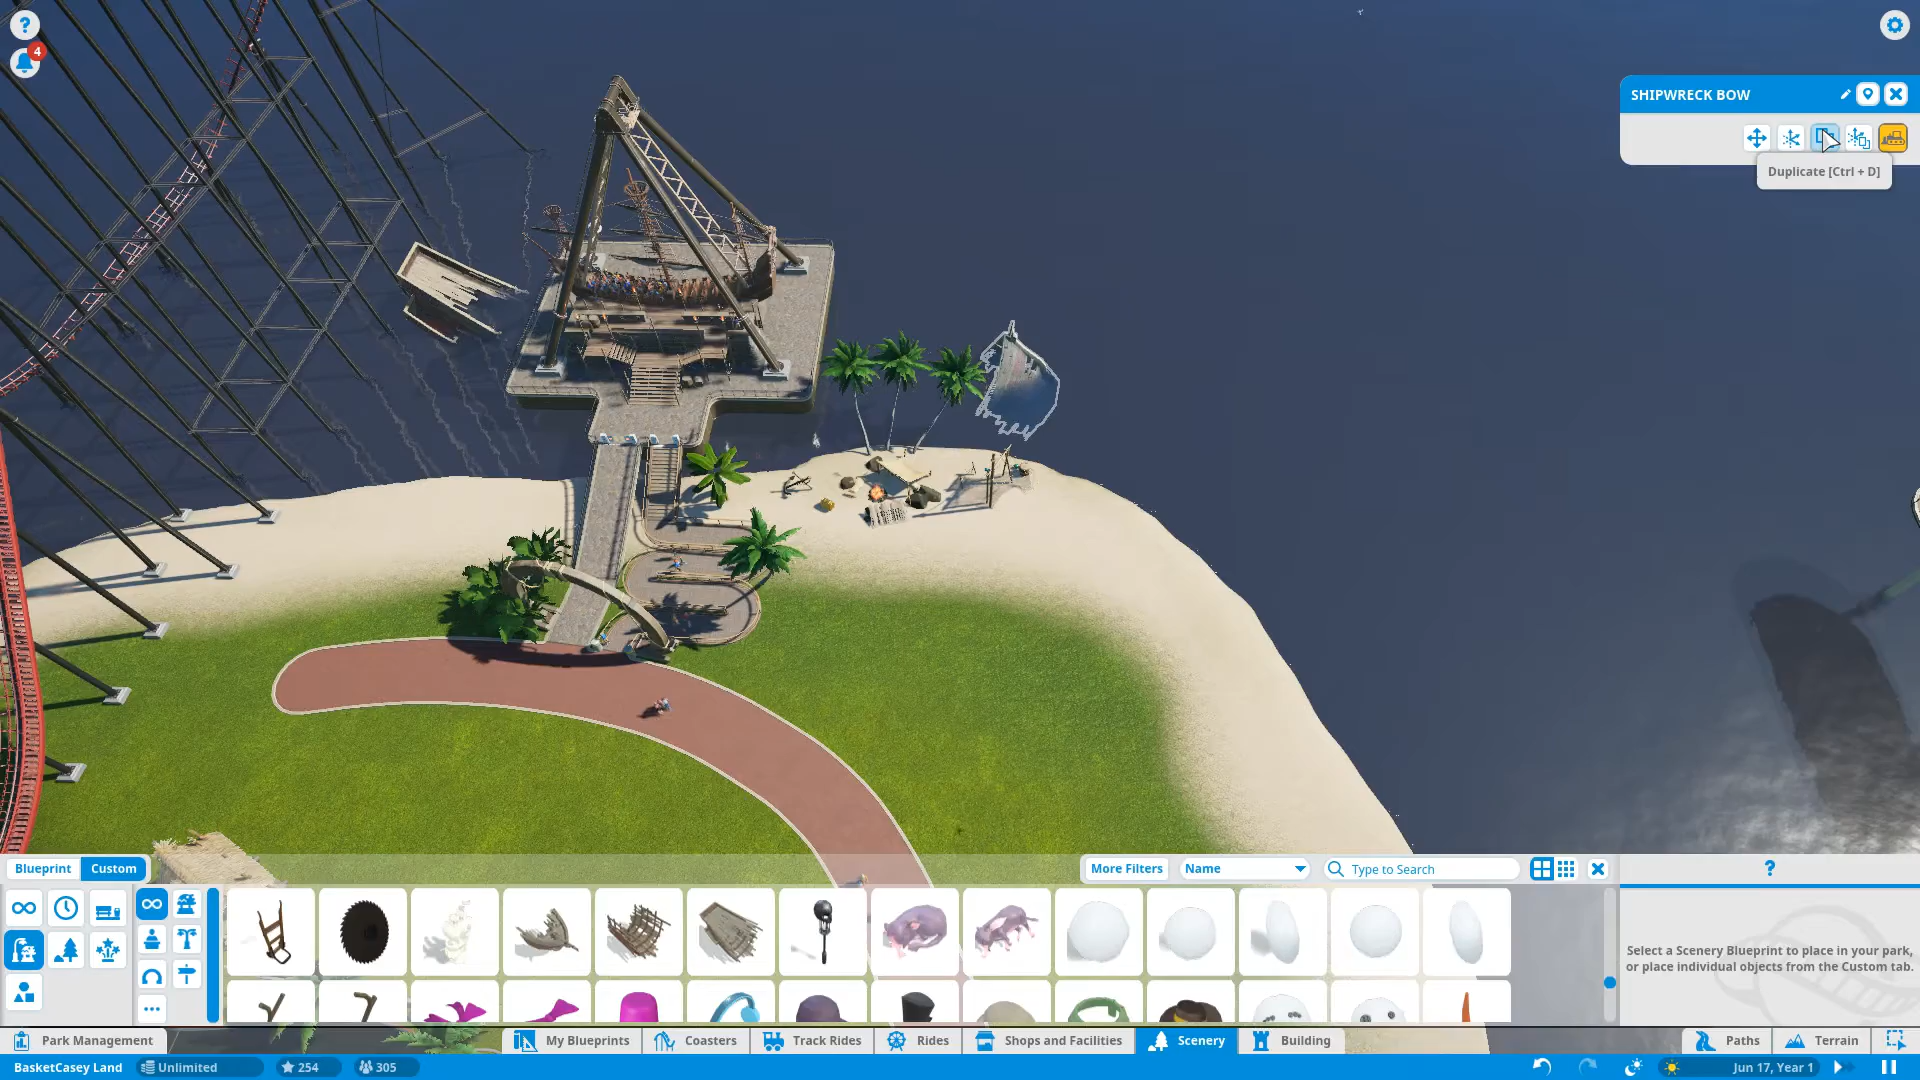 ?
4
SHIPWRECK BOW
Duplicate [Ctrl + D]
Blueprint
Custom
More Filters
Name
Type to Search
?
Select a Scenery Blueprint to place in your park,
or place individual objects from the Custom tab.
Park Management
My Blueprints
Coasters
Track Rides
Rides
Shops and Facilities
Scenery
Building
Paths
Terrain
BasketCasey Land
Unlimited
254
305
Jun 17, Year 1